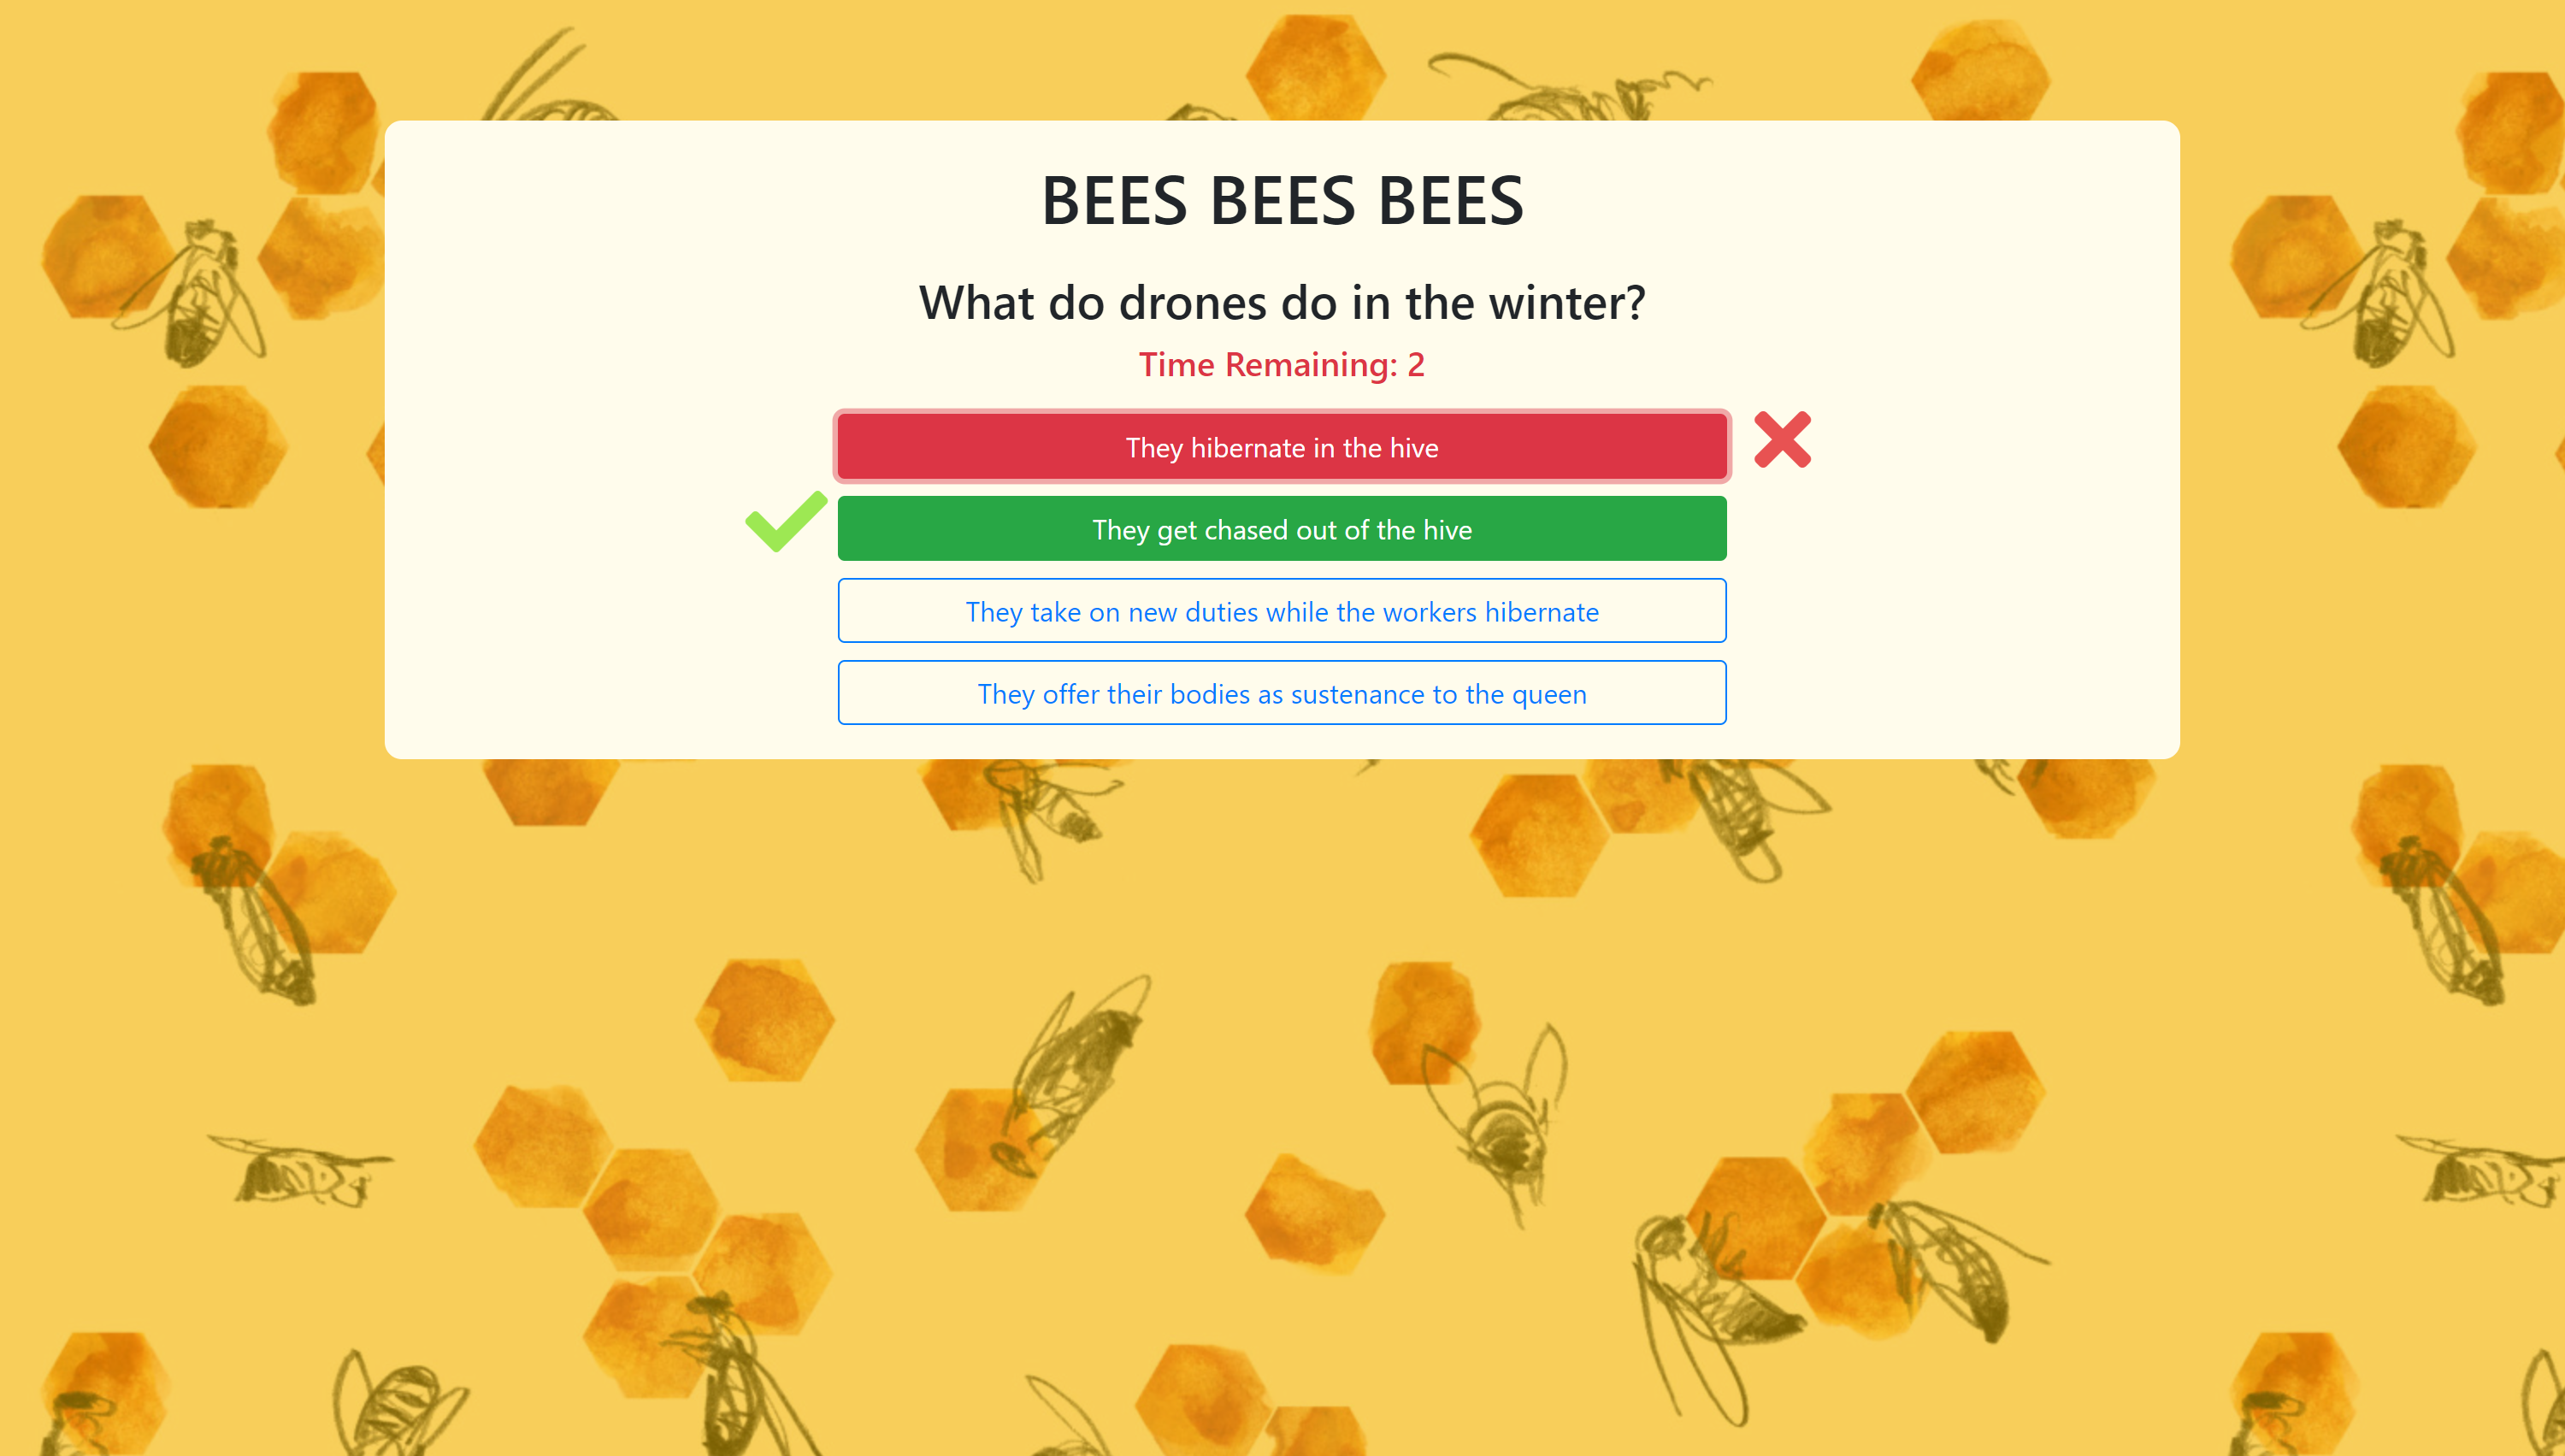 BEES BEES BEES
What do drones do in the winter?
Time Remaining: 2
They hibernate in the hive
They get chased out of the hive
They take on new duties while the workers hibernate
They offer their bodies as sustenance to the queen